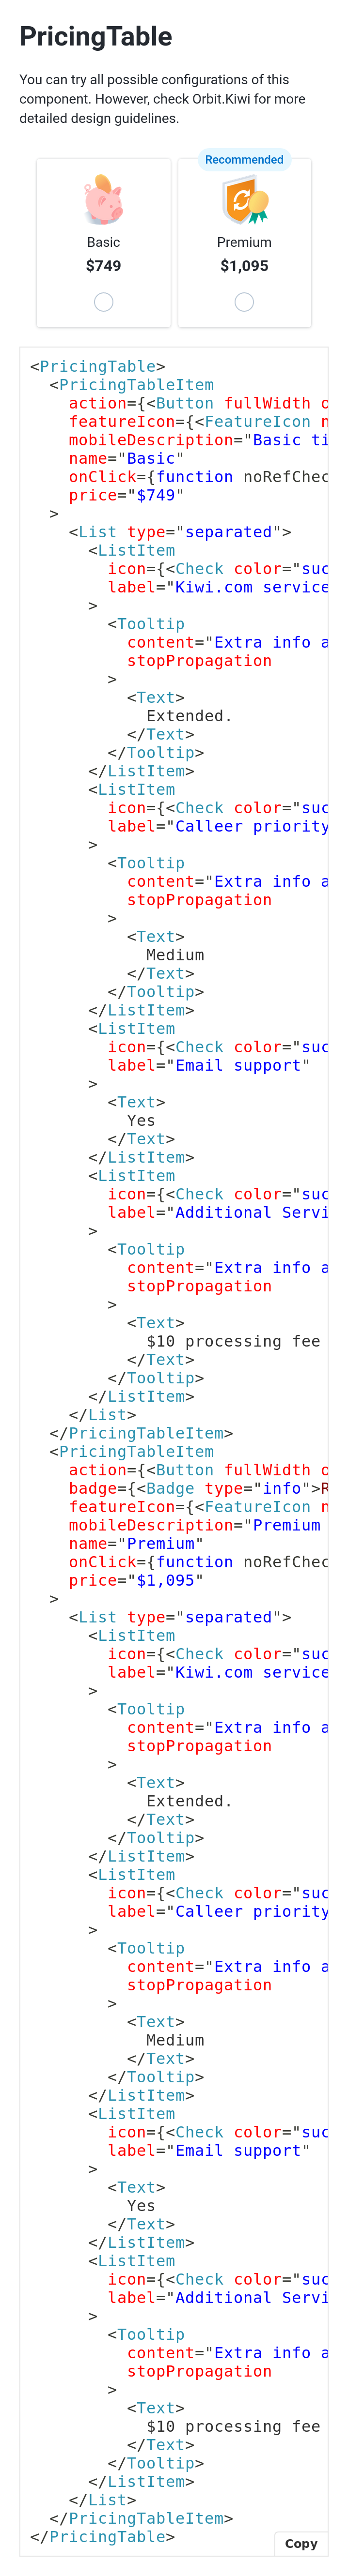 PricingTable
You can try all possible configurations of this
component. However, check Orbit.Kiwi for more
detailed design guidelines.
Recommended
Basic
Premium
$749
$1,095
<PricingTable>
  <PricingTableItem
    action={<Button fullWidth
    featureIcon={<FeatureIcon
    mobileDescription="Basic
    name="Basic"
    onClick={function
    price="$749"
  >
    <List type="separated">
      <ListItem
        icon={<Check color="suc
        label="Kiwi.com service
      >
        <Tooltip
          content="Extra info a
          stopPropagation
        >
          <Text>
            Extended.
          </Text>
        </Tooltip>
      </ListItem>
      <ListItem
        icon={<Check color="suc
        label="Calleer priority
      >
        <Tooltip
          content="Extra info a
          stopPropagation
        >
          <Text>
            Medium
          </Text>
        </Tooltip>
      </ListItem>
      <ListItem
        icon={<Check color="suc
        label="Email support"
      >
        <Text>
          Yes
        </Text>
      </ListItem>
      <ListItem
        icon={<Check color="suc
        label="Additional Servi
      >
        <Tooltip
          content="Extra info a
          stopPropagation
        >
          <Text>
            $10 processing fee
          </Text>
        </Tooltip>
      </ListItem>
    </List>
  </PricingTableItem>
  <PricingTableItem
    action={<Button fullWidth
    badge={<Badge type="info">R
    featureIcon={<FeatureIcon
    mobileDescription="Premium
    name="Premium"
    onClick={function noRefChec
    price="$1,095"
  >
    <List type="separated">
      <ListItem
        icon={<Check color="suc
        label="Kiwi.com service
      >
        <Tooltip
          content="Extra info a
          stopPropagation
        >
          <Text>
            Extended.
          </Text>
        </Tooltip>
      </ListItem>
      <ListItem
        icon={<Check color="suc
        label="Calleer priority
      >
        <Tooltip
          content="Extra info a
          stopPropagation
        >
          <Text>
            Medium
          </Text>
        </Tooltip>
      </ListItem>
      <ListItem
        icon={<Check color="suc
        label="Email support"
      >
        <Text>
          Yes
        </Text>
      </ListItem>
      <ListItem
        icon={<Check color="suc
        label="Additional Servi
      >
        <Tooltip
          content="Extra info a
          stopPropagation
        >
          <Text>
            $10 processing fee
          </Text>
        </Tooltip>
      </ListItem>
    </List>
  </PricingTableItem>
</PricingTable>
Copy